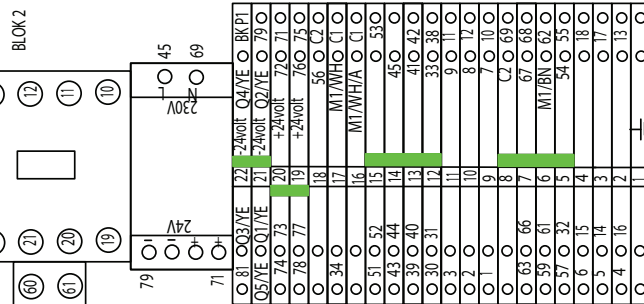 BLOK 2
12
11
10
21
20
19
60
61
45
69
L
N
230V
24V
79
-
-
+
+
71
81 Q3/YE 22 -24volt Q4/YE BK P1
Q5/YE Q1/YE 21 -24volt Q2/YE 79
74 73 20 +24volt 72 71
78 77 19 +24volt 76 75
18 56 C2
34 17 M1/WH C1
16 M1/WH/A C1
51 52 15 53
43 44 14 45
39 40 13 41 42
30 31 12 33 38
3 11 9 11
2 10 8 12
1 9 7 10
8 C2 69
63 66 7 67 68
59 61 6 M1/BN 62
57 32 5 54 55
6 15 4 18
5 14 3 17
4 16 2 13
1